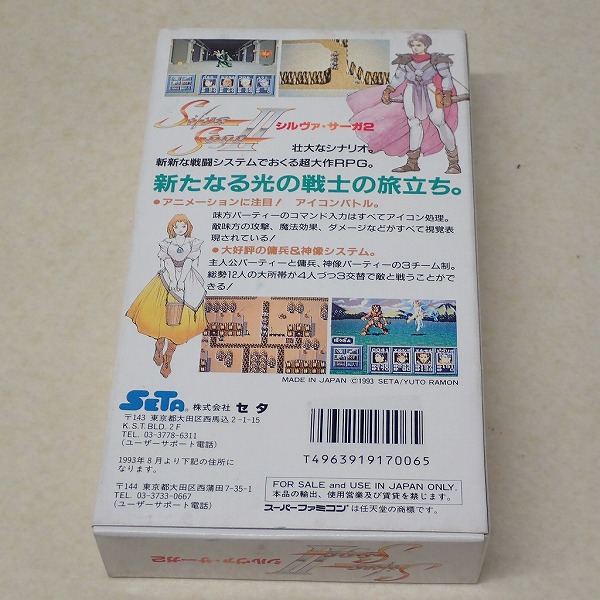 Silva Saga II
シルヴァ・サーガ2
壮大なシナリオ。
斬新な戦闘システムでおくる超大作RPG。
新たなる光の戦士の旅立ち。
●アニメーションに注目！ アイコンバトル。
味方パーティーのコマンド入力はすべてアイコン処理。
敵味方の攻撃、魔法効果、ダメージなどがすべて視覚表
現されている！
●大好評の傭兵&神像システム。
主人公パーティーと傭兵、神像パーティーの3チーム制。
総勢12人の大所帯が4人づつ3交替で敵と戦うことがで
きる！
MADE IN JAPAN ©1993 SETA/YUTO RAMON
SETA 株式会社 セタ
〒143 東京都大田区西馬込2-1-15
K.S.T.BLD. 2F
TEL. 03-3778-6311
(ユーザーサポート電話)
1993年8月より下記の住所に
なります。
〒144 東京都大田区西蒲田7-35-1
TEL. 03-3733-0667
(ユーザーサポート電話)
T4963919170065
FOR SALE and USE IN JAPAN ONLY.
本品の輸出、使用営業及び賃貸を禁じます。
スーパーファミコンは任天堂の商標です。
シルヴァ・サーガ2
Silva Saga II